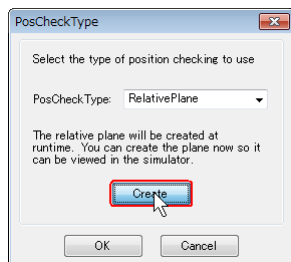 PosCheckType
Select the type of position checking to use
PosCheckType: RelativePlane
The relative plane will be created at
runtime. You can create the plane now so it
can be viewed in the simulator.
Create
OK Cancel